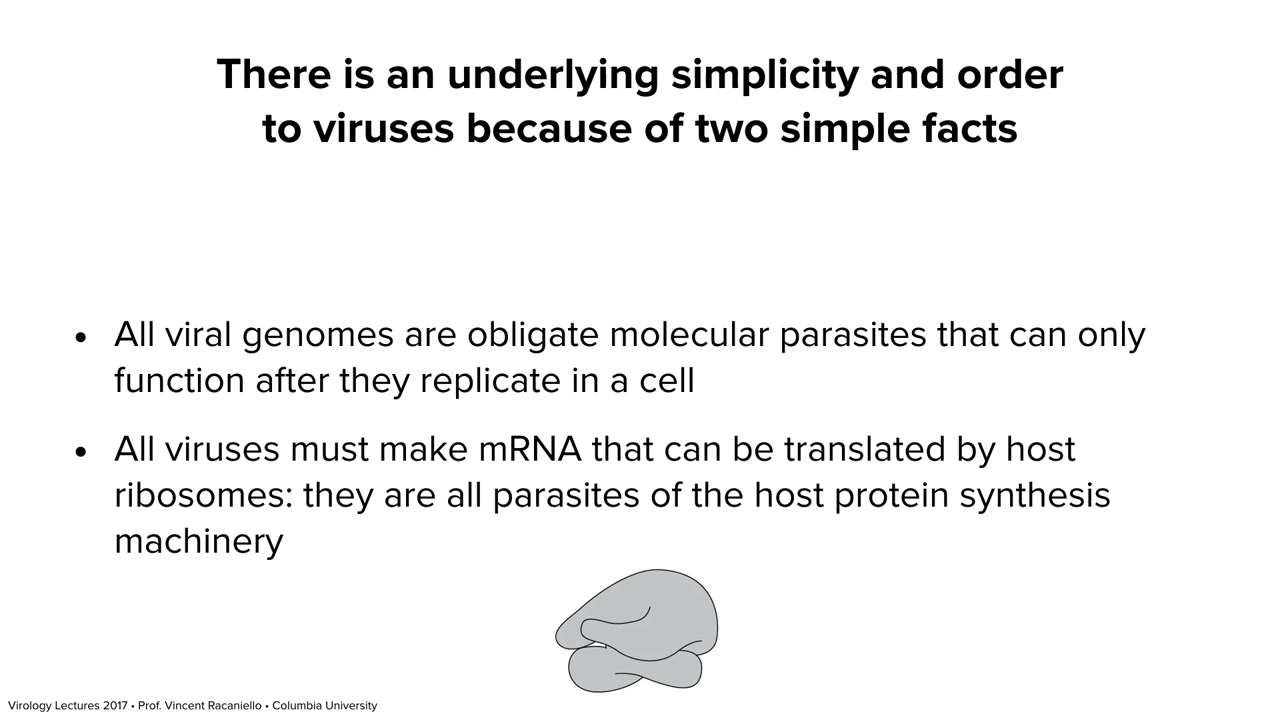 There is an underlying simplicity and order
to viruses because of two simple facts
• All viral genomes are obligate molecular parasites that can only
function after they replicate in a cell
• All viruses must make mRNA that can be translated by host
ribosomes: they are all parasites of the host protein synthesis
machinery
Virology Lectures 2017 • Prof. Vincent Racaniello • Columbia University